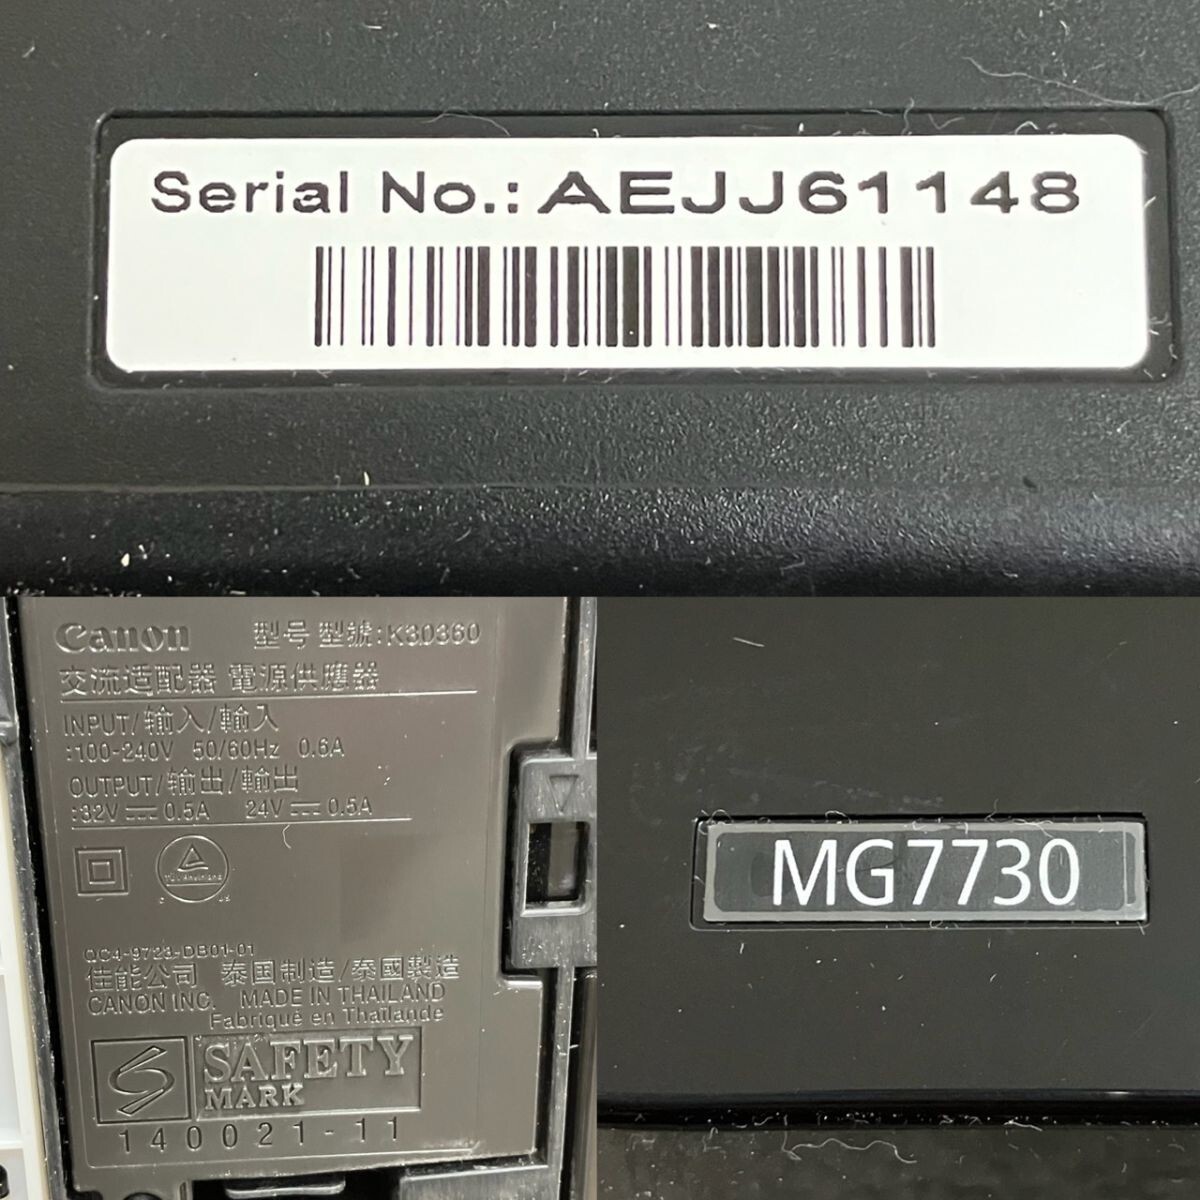 Serial No.: AEJJ61148
Canon 型号 型號:K30360
交流适配器 電源供應器
INPUT/输入/輸入
:100-240V 50/60Hz 0.6A
OUTPUT/输出/輸出
:32V⎓0.5A 24V⎓0.5A
TÜVRheinland
C US
QC4-9723-DB01-01
佳能公司 泰国制造/泰國製造
CANON INC. MADE IN THAILAND
Fabriqué en Thaïlande
SAFETY
MARK
140021-11
MG7730